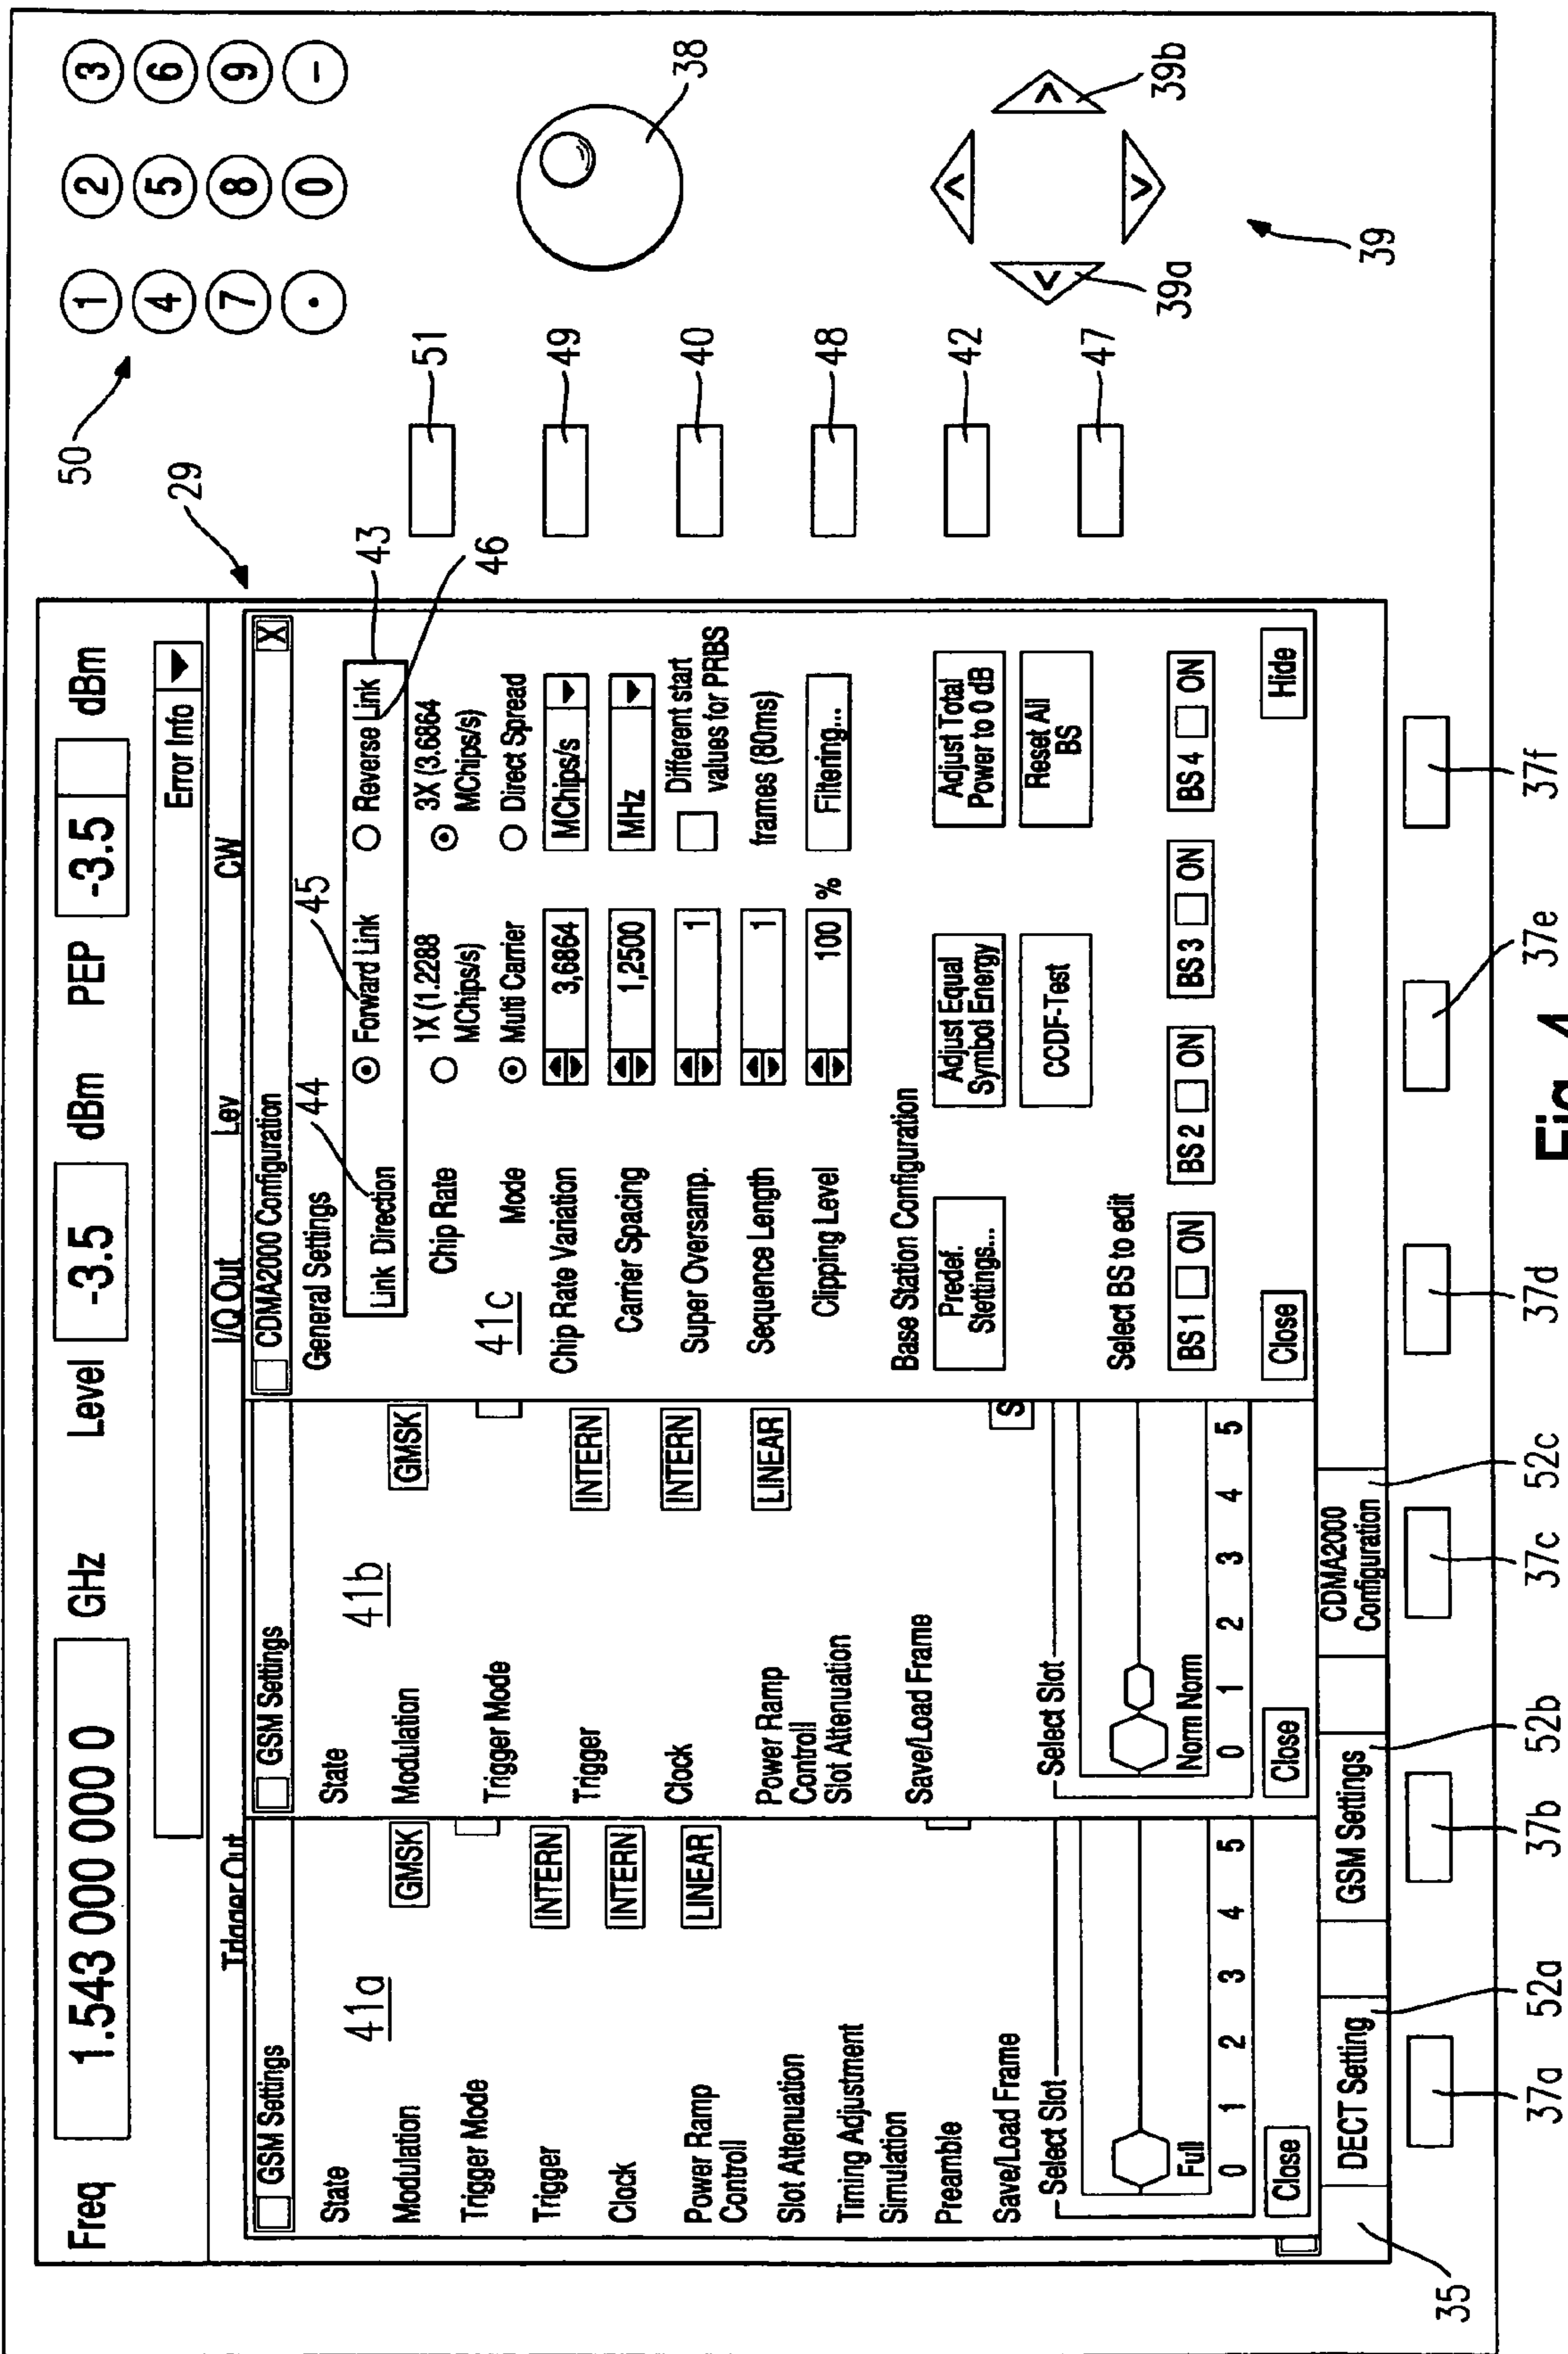 Freq 1.543 000 000 0 GHz Level -3.5 dBm PEP -3.5 dBm
Error Info
Trigger Out I/Q Out Lev CW
GSM Settings
41a
State
Modulation GMSK
Trigger Mode
Trigger INTERN
Clock INTERN
Power Ramp
Controll LINEAR
Slot Attenuation
Timing Adjustment
Simulation
Preamble
Save/Load Frame
Select Slot
Full
0 1 2 3 4 5
Close
GSM Settings
41b
State
Modulation GMSK
Trigger Mode
Trigger INTERN
Clock INTERN
Power Ramp
Controll LINEAR
Slot Attenuation
Save/Load Frame
S
Select Slot
Norm Norm
0 1 2 3 4 5
Close
CDMA2000 Configuration X
General Settings
44
45
Link Direction Forward Link Reverse Link
43
46
Chip Rate 1X (1.2288 MChips/s) 3X (3.6864 MChips/s)
41c
Mode Multi Carrier Direct Spread
Chip Rate Variation 3,6864 MChips/s
Carrier Spacing 1,2500 MHz
Super Oversamp. 1 Different start values for PRBS
Sequence Length 1 frames (80ms)
Clipping Level 100 % Filtering...
Base Station Configuration
Predef. Stettings... Adjust Equal Symbol Energy Adjust Total Power to 0 dB
CCDF-Test Reset All BS
Select BS to edit
BS 1 ON BS 2 ON BS 3 ON BS 4 ON
Close Hide
DECT Setting GSM Settings CDMA2000 Configuration
35 37a 52a 37b 52b 37c 52c 37d 37e 37f
29
50
1 2 3
4 5 6
7 8 9
. 0 -
51
49
40
48
42
47
38
< > < >
39a
39b
39
Fig. 4